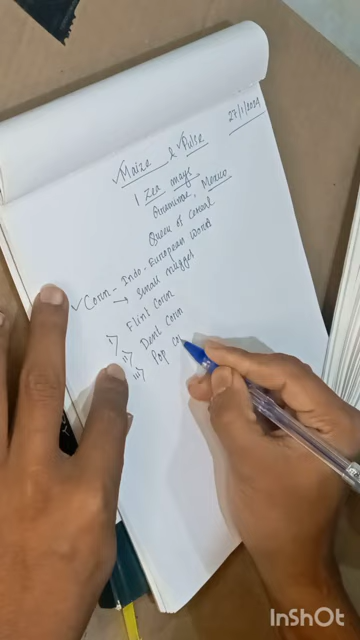 27/1/2024
Maize & Pulse
1 Zea mays
Graminae, Mexico
Queen of Cereal
Corn - Indo-European Word
→ Small Nugget
i) Flint Corn
ii) Dent Corn
iii) Pop co
InShOt